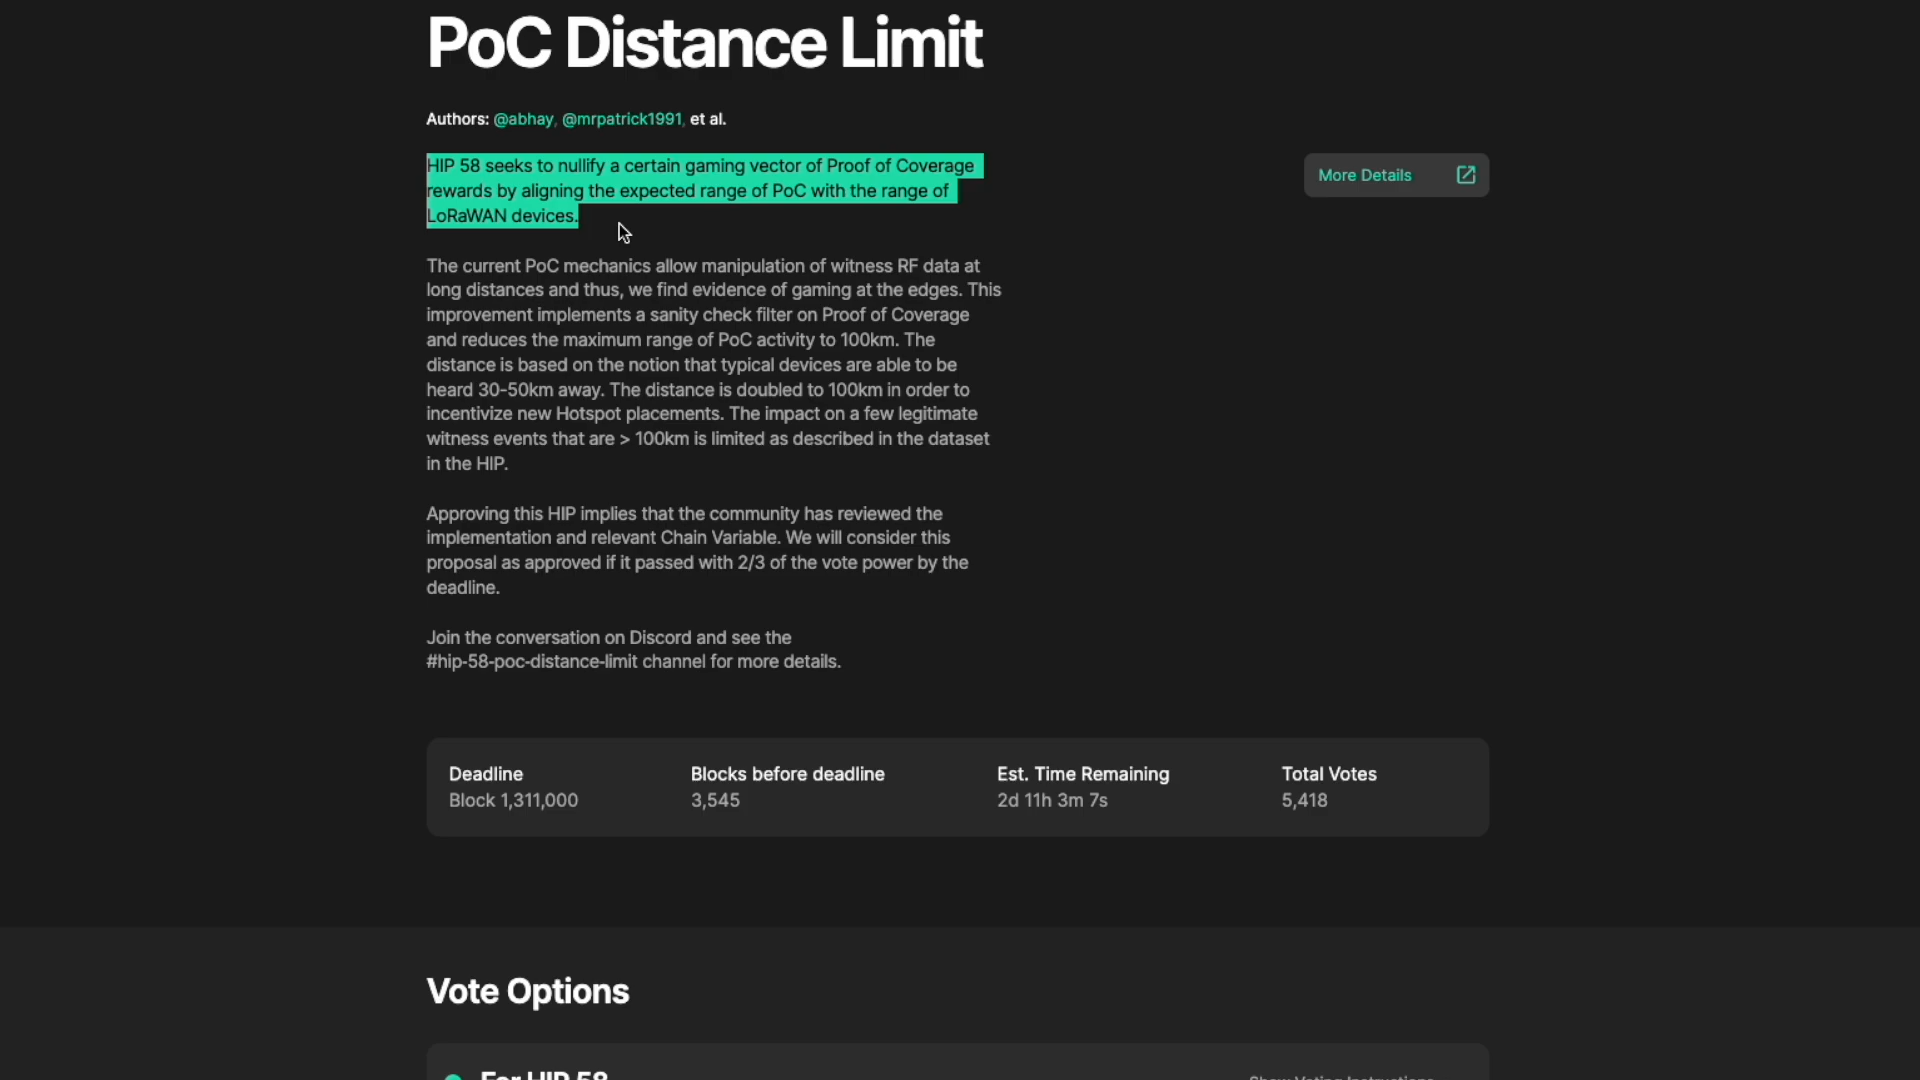 PoC Distance Limit
Authors: @abhay, @mrpatrick1991, et al.
HIP 58 seeks to nullify a certain gaming vector of Proof of Coverage
rewards by aligning the expected range of PoC with the range of
LoRaWAN devices.
More Details
The current PoC mechanics allow manipulation of witness RF data at
long distances and thus, we find evidence of gaming at the edges. This
improvement implements a sanity check filter on Proof of Coverage
and reduces the maximum range of PoC activity to 100km. The
distance is based on the notion that typical devices are able to be
heard 30-50km away. The distance is doubled to 100km in order to
incentivize new Hotspot placements. The impact on a few legitimate
witness events that are > 100km is limited as described in the dataset
in the HIP.
Approving this HIP implies that the community has reviewed the
implementation and relevant Chain Variable. We will consider this
proposal as approved if it passed with 2/3 of the vote power by the
deadline.
Join the conversation on Discord and see the
#hip-58-poc-distance-limit channel for more details.
Deadline
Block 1,311,000
Blocks before deadline
3,545
Est. Time Remaining
2d 11h 3m 7s
Total Votes
5,418
Vote Options
For HIP 58
Show Voting Instructions